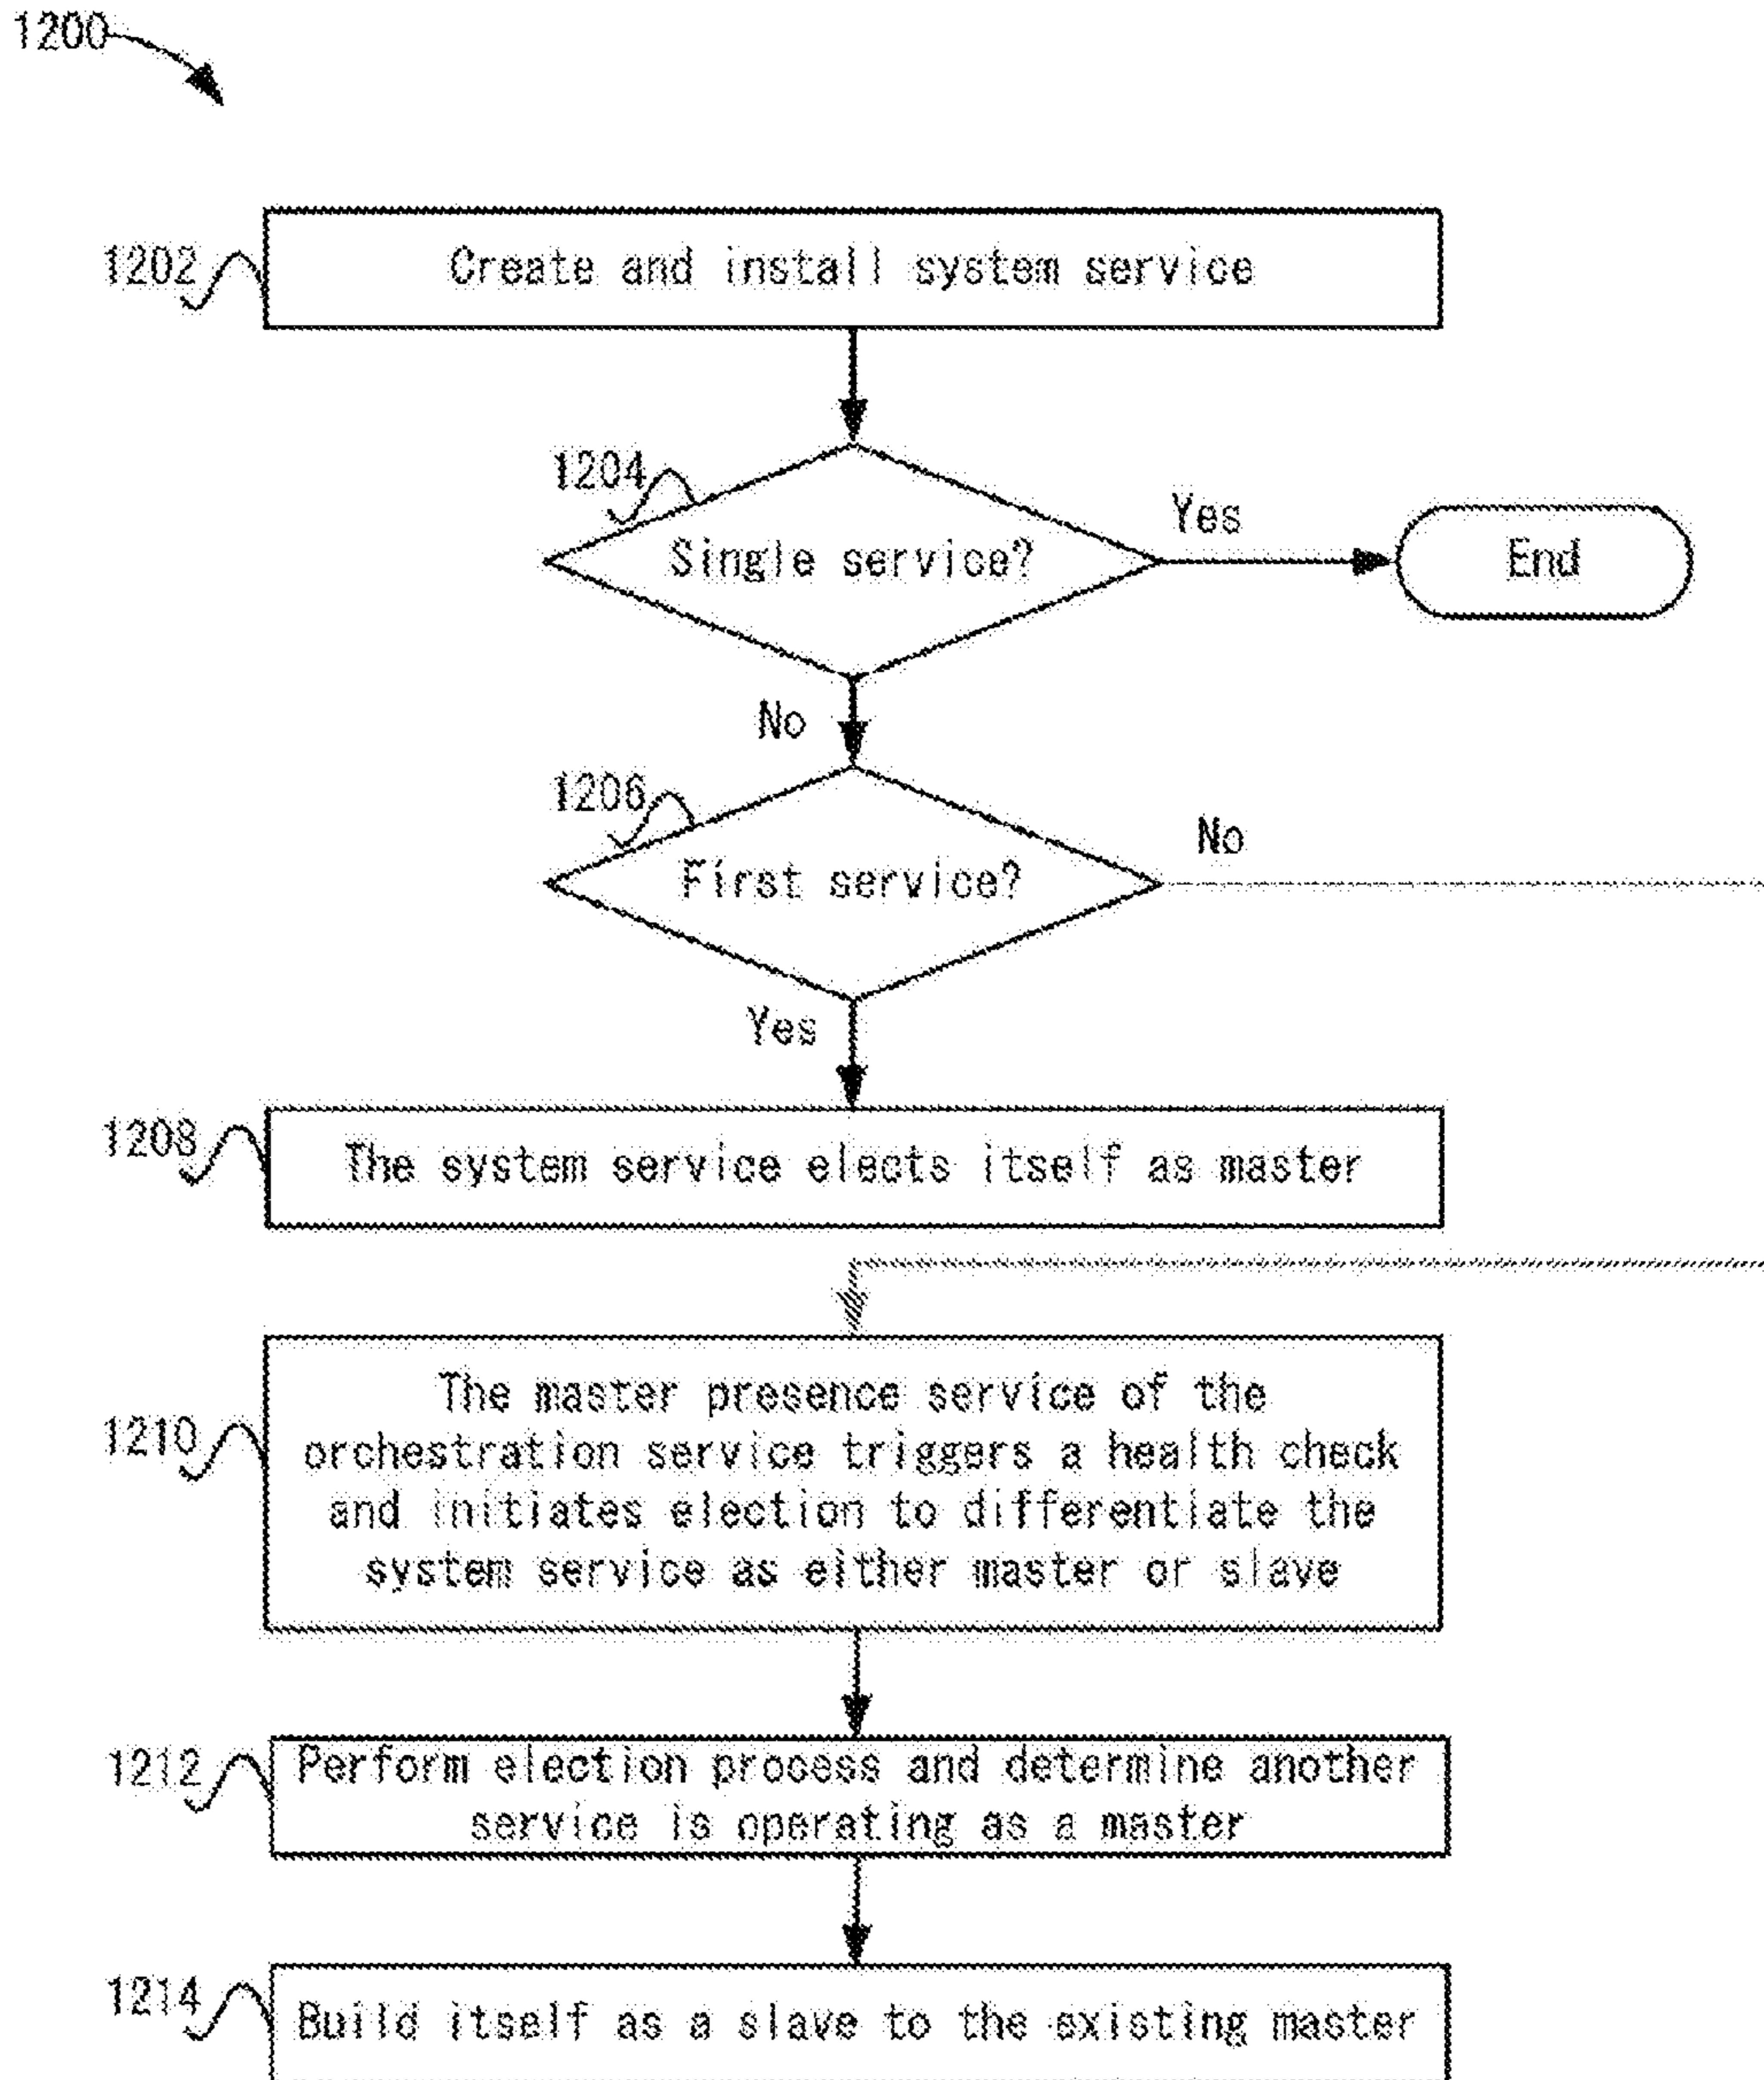 1200
1202
Create and install system service
1204
Single service?
Yes
End
No
1206
First service?
No
Yes
1208
The system service elects itself as master
1210
The master presence service of the
orchestration service triggers a health check
and initiates election to differentiate the
system service as either master or slave
1212
Perform election process and determine another
service is operating as a master
1214
Build itself as a slave to the existing master